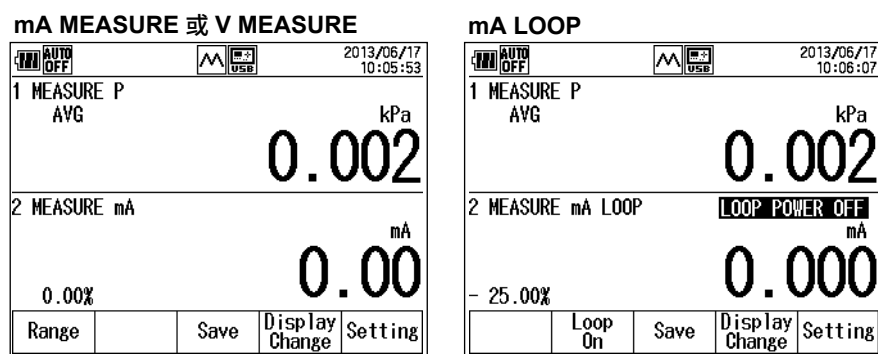 mA MEASURE 或 V MEASURE
AUTO OFF
USB
2013/06/17
10:05:53
1 MEASURE P
AVG
kPa
0.002
2 MEASURE mA
mA
0.00
0.00%
Range Save Display Change Setting
mA LOOP
AUTO OFF
USB
2013/06/17
10:06:07
1 MEASURE P
AVG
kPa
0.002
2 MEASURE mA LOOP LOOP POWER OFF
mA
0.000
- 25.00%
Loop On Save Display Change Setting